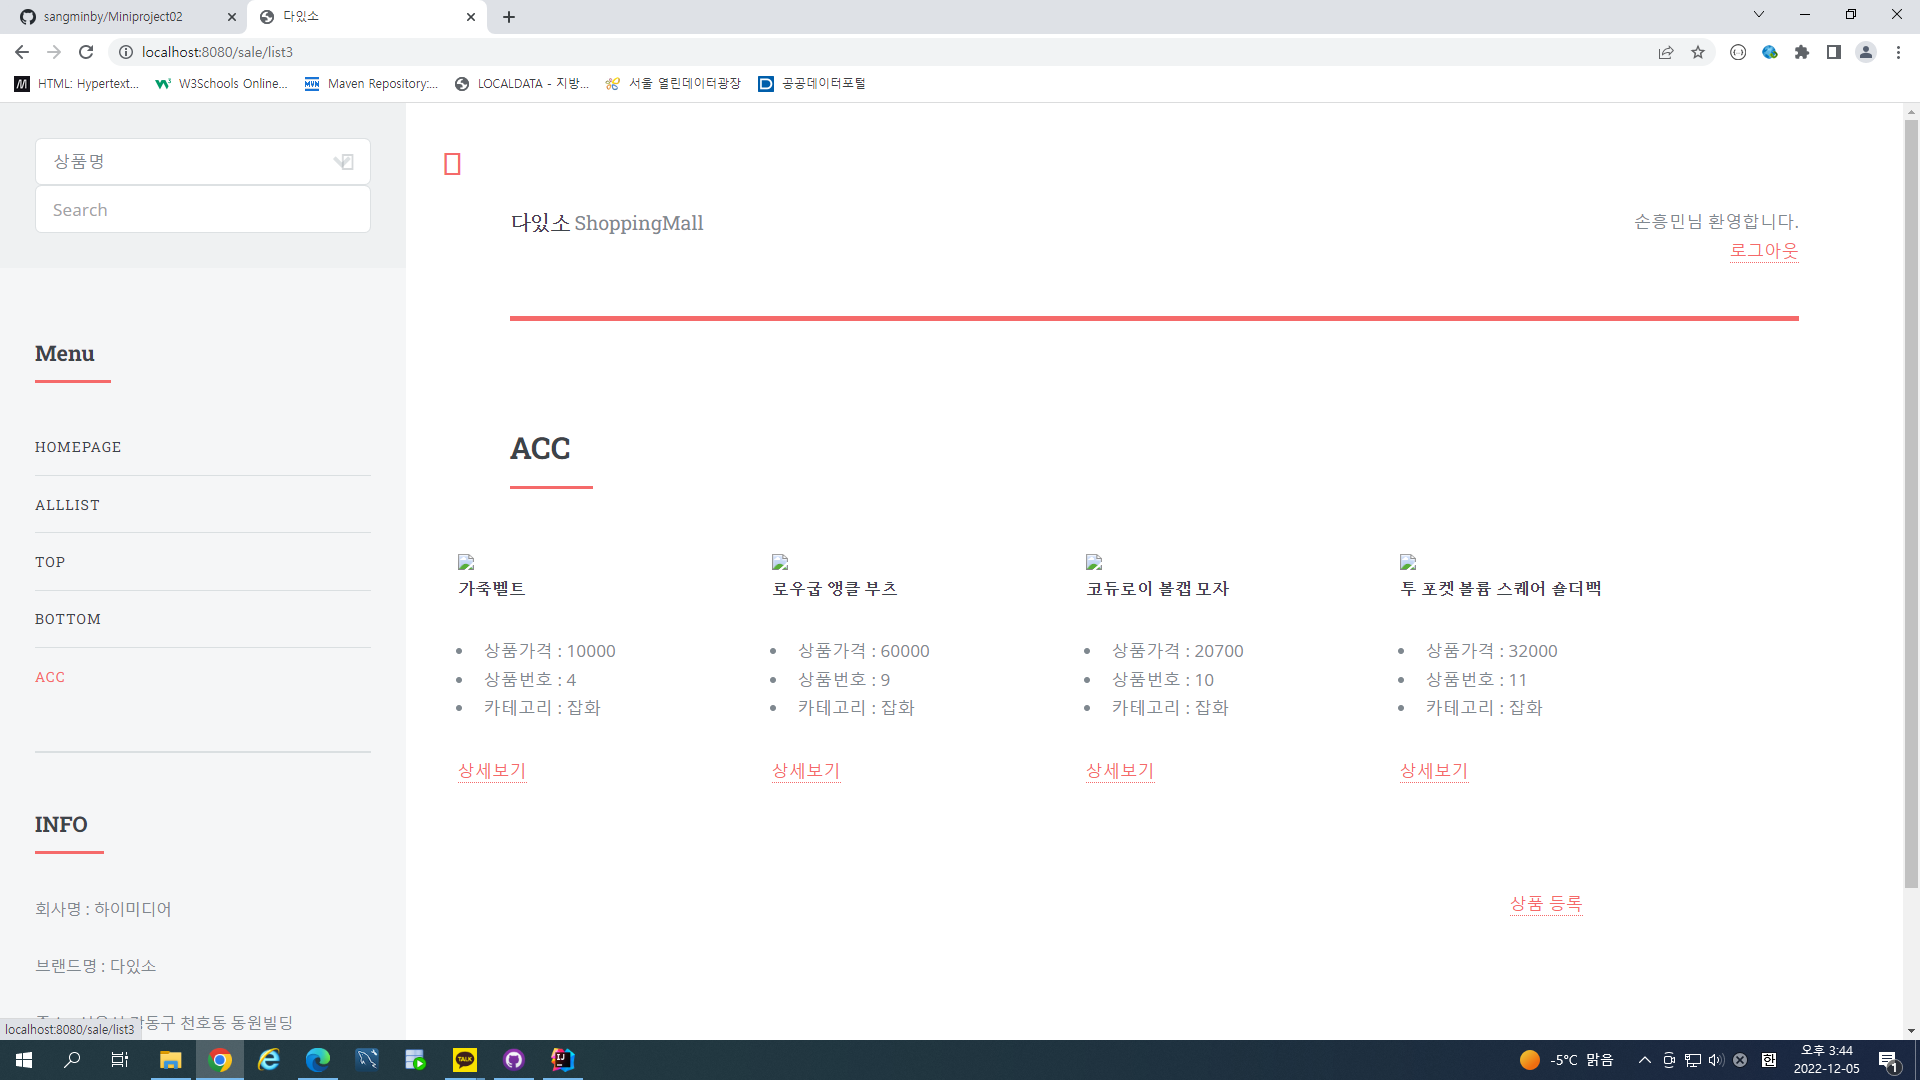 sangminby/Miniproject02
다있소
localhost:8080/sale/list3
HTML: Hypertext...
W3Schools Online...
Maven Repository:...
LOCALDATA - 지방...
서울 열린데이터광장
공공데이터포털
상품명
Search
Menu
HOMEPAGE
ALLLIST
TOP
BOTTOM
ACC
INFO
회사명 : 하이미디어
브랜드명 : 다있소
강동구 천호동 동원빌딩
localhost:8080/sale/list3
다있소 ShoppingMall
손흥민님 환영합니다.
로그아웃
ACC
가죽벨트
상품가격 : 10000
상품번호 : 4
카테고리 : 잡화
상세보기
로우굽 앵클 부츠
상품가격 : 60000
상품번호 : 9
카테고리 : 잡화
상세보기
코듀로이 볼캡 모자
상품가격 : 20700
상품번호 : 10
카테고리 : 잡화
상세보기
투 포켓 볼륨 스퀘어 숄더백
상품가격 : 32000
상품번호 : 11
카테고리 : 잡화
상세보기
상품 등록
-5°C 맑음
한
오후 3:44
2022-12-05
1